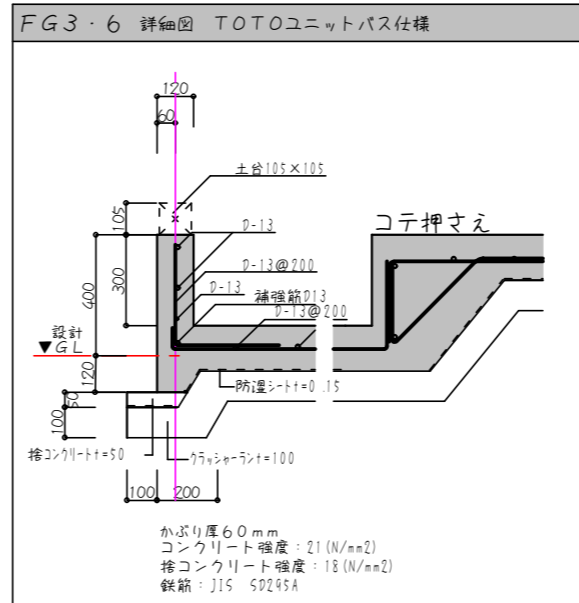 FG3・6 詳細図 TOTOユニットバス仕様
120
60
土台105×105
105
D-13
コテ押さえ
D-13@200
300
400
D-13
補強筋D13
D-13@200
設計
▼GL
120
防湿シートt=0.15
50
100
捨コンクリートt=50
クラッシャーランt=100
100
200
かぶり厚60mm
コンクリート強度：21(N/mm2)
捨コンクリート強度：18(N/mm2)
鉄筋：JIS SD295A